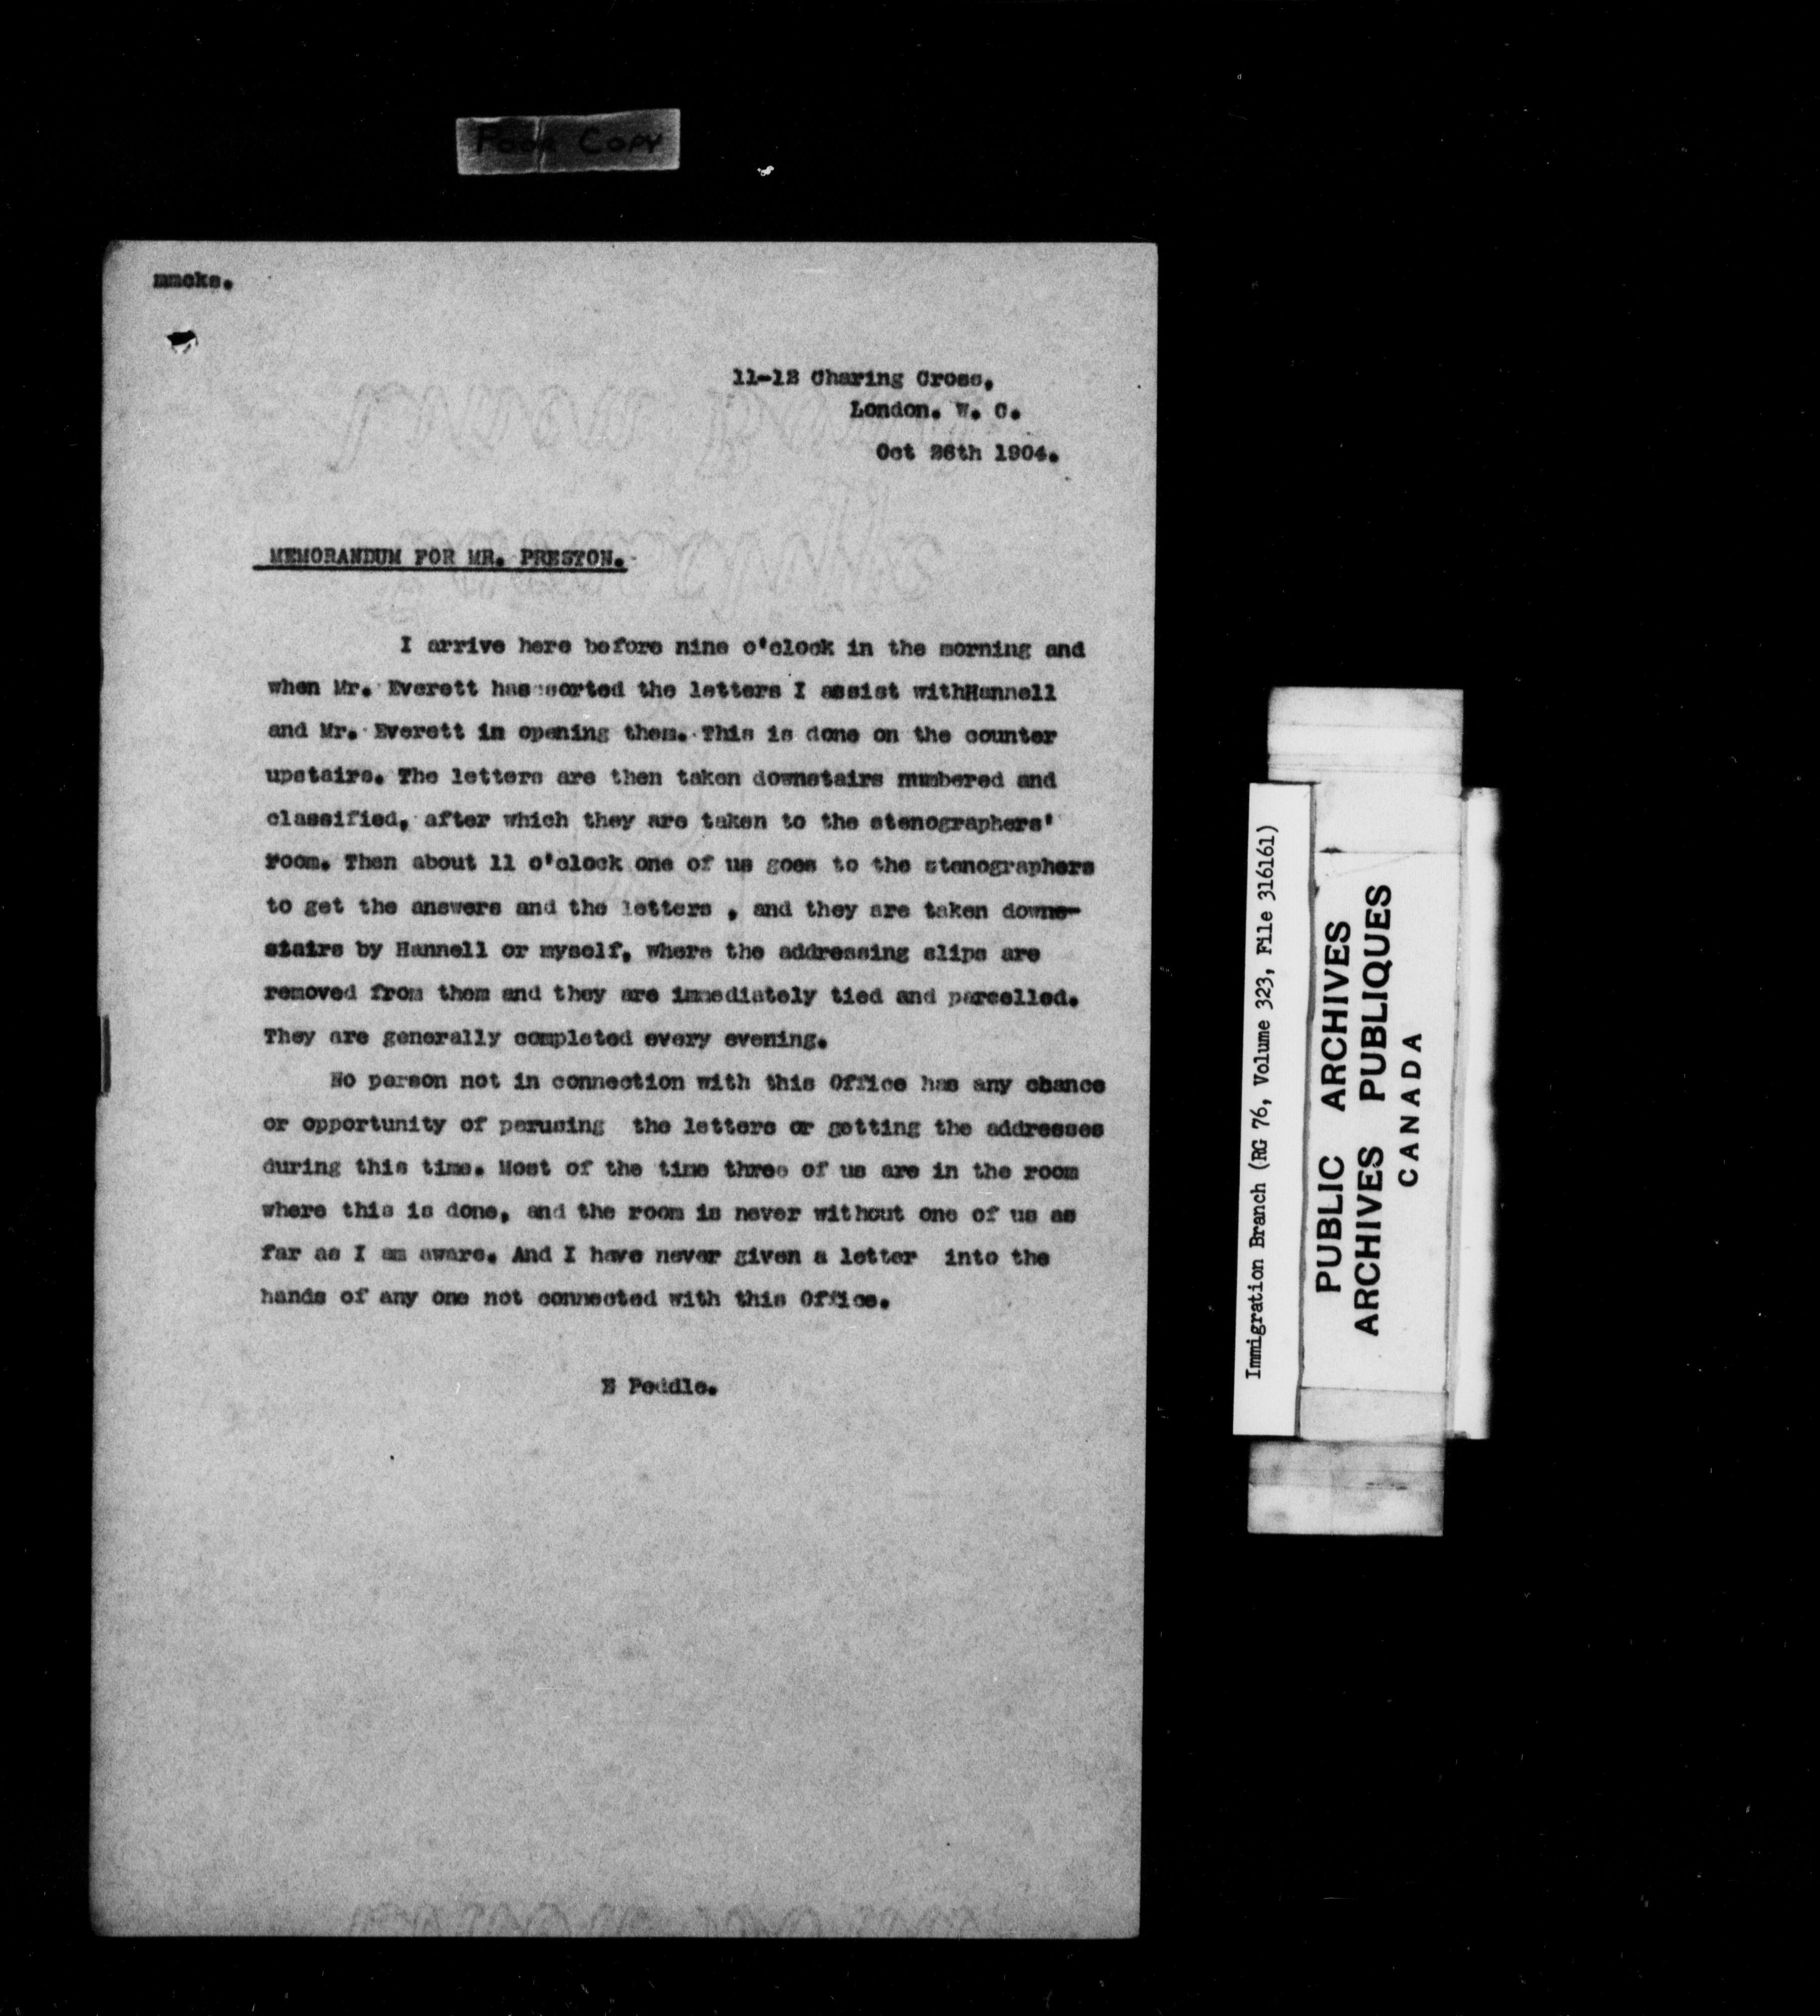 POOR COPY
mmcks.
11-12 Charing Cross,
London. W. C.
Oct 26th 1904.
MEMORANDUM FOR MR. PRESTON.
I arrive here before nine o'clock in the morning and
when Mr. Everett has sorted the letters I assist withHannell
and Mr. Everett in opening them. This is done on the counter
upstairs. The letters are then taken downstairs numbered and
classified, after which they are taken to the stenographers'
room. Then about 11 o'clock one of us goes to the stenographers
to get the answers and the letters , and they are taken downs-
stairs by Hannell or myself, where the addressing slips are
removed from them and they are immediately tied and parcelled.
They are generally completed every evening.
No person not in connection with this Office has any chance
or opportunity of perusing the letters or getting the addresses
during this time. Most of the time three of us are in the room
where this is done, and the room is never without one of us as
far as I am aware. And I have never given a letter into the
hands of any one not connected with this Office.
E Peddle.
Immigration Branch (RG 76, Volume 323, File 316161)
PUBLIC ARCHIVES
ARCHIVES PUBLIQUES
CANADA